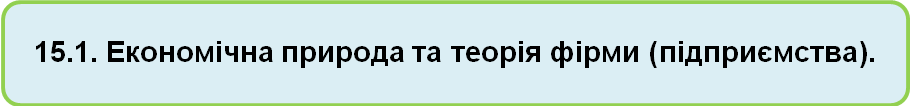 15.1. Економічна природа та теорія фірми (підприємства).